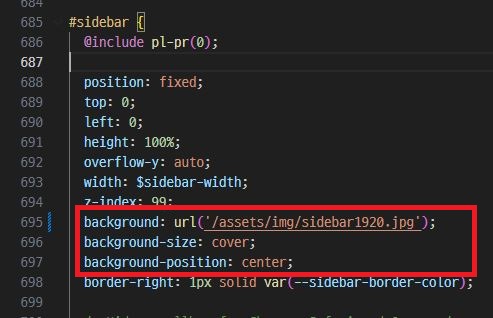 685 #sidebar {
686 @include pl-pr(0);
687
688 position: fixed;
689 top: 0;
690 left: 0;
691 height: 100%;
692 overflow-y: auto;
693 width: $sidebar-width;
694 z-index: 99;
695 background: url('/assets/img/sidebar1920.jpg');
696 background-size: cover;
697 background-position: center;
698 border-right: 1px solid var(--sidebar-border-color);
699